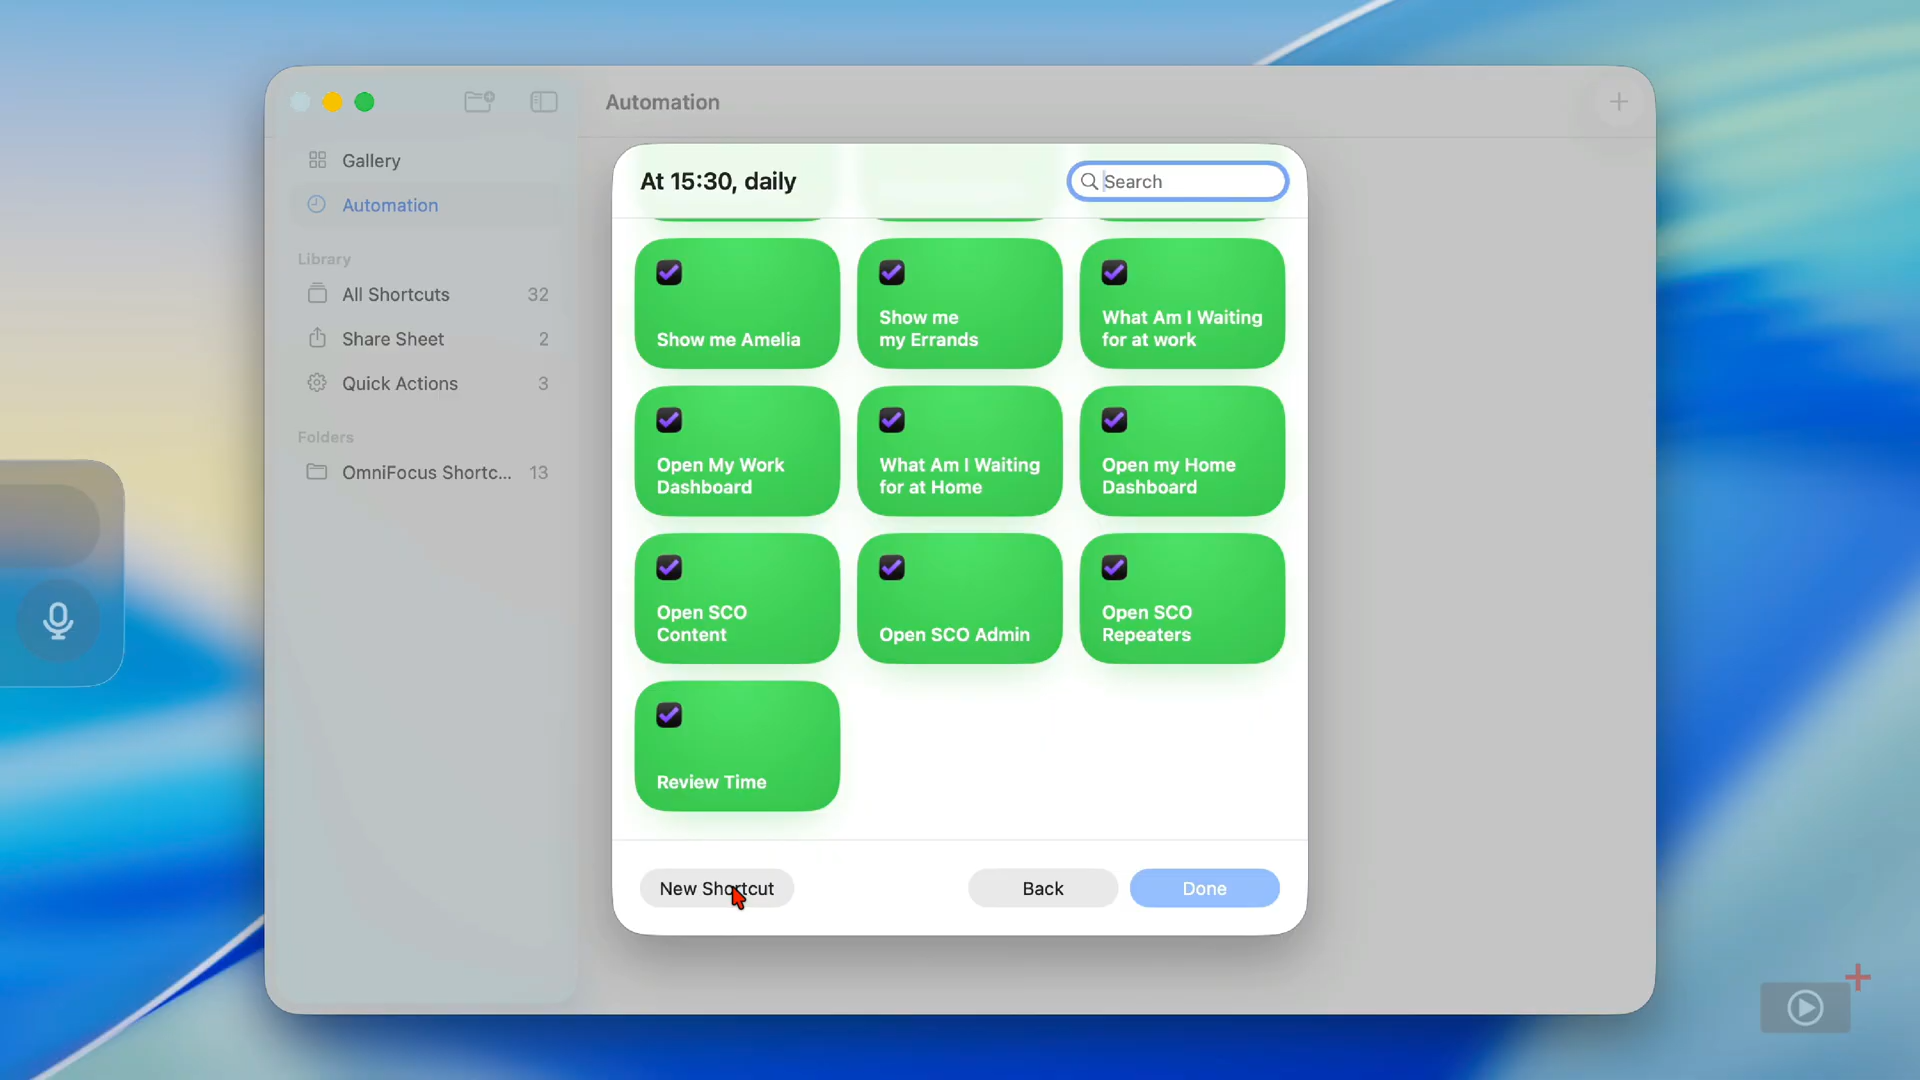 Automation
Gallery
Automation
Library
All Shortcuts 32
Share Sheet 2
Quick Actions 3
Folders
OmniFocus Shortc... 13
At 15:30, daily
Search
Show me Amelia
Show me
my Errands
What Am I Waiting
for at work
Open My Work
Dashboard
What Am I Waiting
for at Home
Open my Home
Dashboard
Open SCO
Content
Open SCO Admin
Open SCO
Repeaters
Review Time
New Shortcut
Back
Done